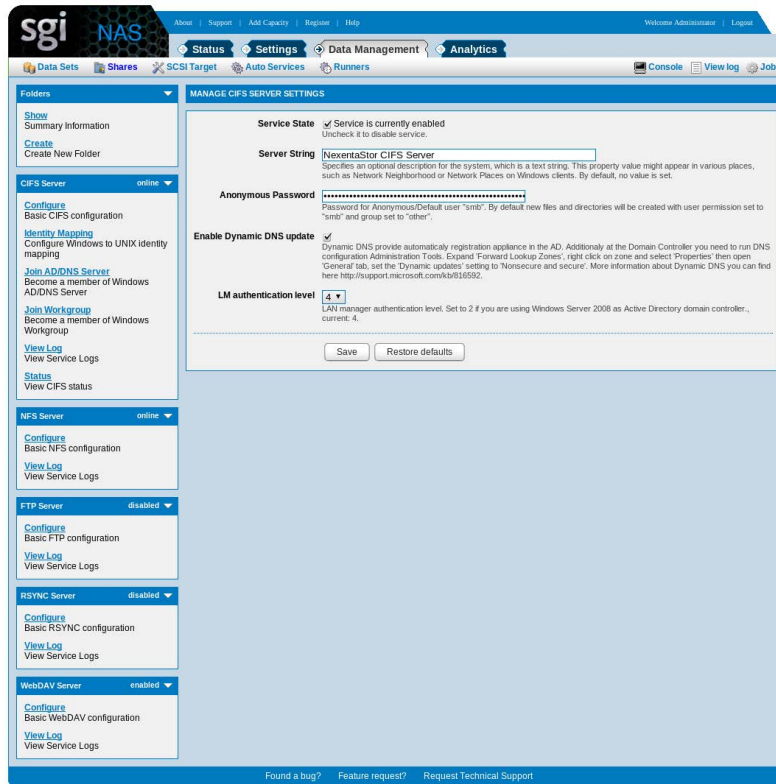 sgi NAS
About | Support | Add Capacity | Register | Help
Welcome Administrator | Logout
Status Settings Data Management Analytics
Data Sets Shares SCSI Target Auto Services Runners
Console View log Job
Folders
Show
Summary Information
Create
Create New Folder
CIFS Server online
Configure
Basic CIFS configuration
Identity Mapping
Configure Windows to UNIX identity
mapping
Join AD/DNS Server
Become a member of Windows
AD/DNS Server
Join Workgroup
Become a member of Windows
Workgroup
View Log
View Service Logs
Status
View CIFS status
NFS Server online
Configure
Basic NFS configuration
View Log
View Service Logs
FTP Server disabled
Configure
Basic FTP configuration
View Log
View Service Logs
RSYNC Server disabled
Configure
Basic RSYNC configuration
View Log
View Service Logs
WebDAV Server enabled
Configure
Basic WebDAV configuration
View Log
View Service Logs
MANAGE CIFS SERVER SETTINGS
Service State Service is currently enabled
Uncheck it to disable service.
Server String NexentaStor CIFS Server
Specifies an optional description for the system, which is a text string. This property value might appear in various places,
such as Network Neighborhood or Network Places on Windows clients. By default, no value is set.
Anonymous Password
Password for Anonymous/Default user "smb". By default new files and directories will be created with user permission set to
"smb" and group set to "other".
Enable Dynamic DNS update
Dynamic DNS provide automaticaly registration appliance in the AD. Additionaly at the Domain Controller you need to run DNS
configuration Administration Tools. Expand 'Forward Lookup Zones', right click on zone and select 'Properties' then open
'General' tab, set the 'Dynamic updates' setting to 'Nonsecure and secure'. More information about Dynamic DNS you can find
here http://support.microsoft.com/kb/816592.
LM authentication level 4
LAN manager authentication level. Set to 2 if you are using Windows Server 2008 as Active Directory domain controller.,
current: 4.
Save Restore defaults
Found a bug? Feature request? Request Technical Support